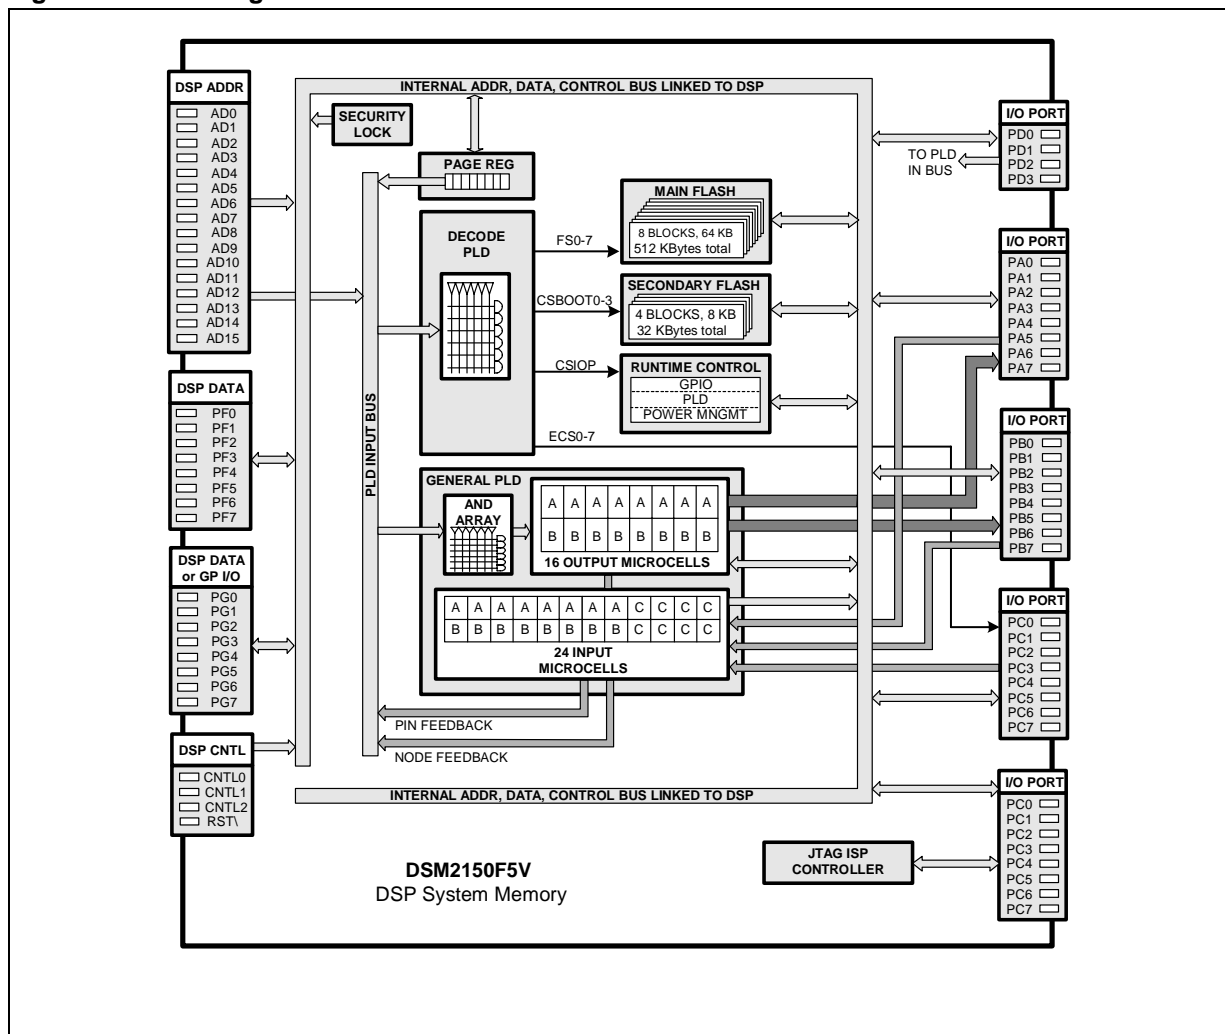 DSP ADDR
AD0
AD1
AD2
AD3
AD4
AD5
AD6
AD7
AD8
AD9
AD10
AD11
AD12
AD13
AD14
AD15
DSP DATA
PF0
PF1
PF2
PF3
PF4
PF5
PF6
PF7
DSP DATA
or GP I/O
PG0
PG1
PG2
PG3
PG4
PG5
PG6
PG7
DSP CNTL
CNTL0
CNTL1
CNTL2
RST\
INTERNAL ADDR, DATA, CONTROL BUS LINKED TO DSP
SECURITY
LOCK
PAGE REG
PLD INPUT BUS
DECODE
PLD
FS0-7
CSBOOT0-3
CSIOP
ECS0-7
MAIN FLASH
8 BLOCKS, 64 KB
512 KBytes total
SECONDARY FLASH
4 BLOCKS, 8 KB
32 KBytes total
RUNTIME CONTROL
GPIO
PLD
POWER MNGMT
GENERAL PLD
AND
ARRAY
A A A A A A A A
B B B B B B B B
16 OUTPUT MICROCELLS
A A A A A A A A C C C C
B B B B B B B B C C C C
24 INPUT
MICROCELLS
PIN FEEDBACK
NODE FEEDBACK
INTERNAL ADDR, DATA, CONTROL BUS LINKED TO DSP
DSM2150F5V
DSP System Memory
JTAG ISP
CONTROLLER
TO PLD
IN BUS
I/O PORT
PD0
PD1
PD2
PD3
I/O PORT
PA0
PA1
PA2
PA3
PA4
PA5
PA6
PA7
I/O PORT
PB0
PB1
PB2
PB3
PB4
PB5
PB6
PB7
I/O PORT
PC0
PC1
PC2
PC3
PC4
PC5
PC6
PC7
I/O PORT
PC0
PC1
PC2
PC3
PC4
PC5
PC6
PC7